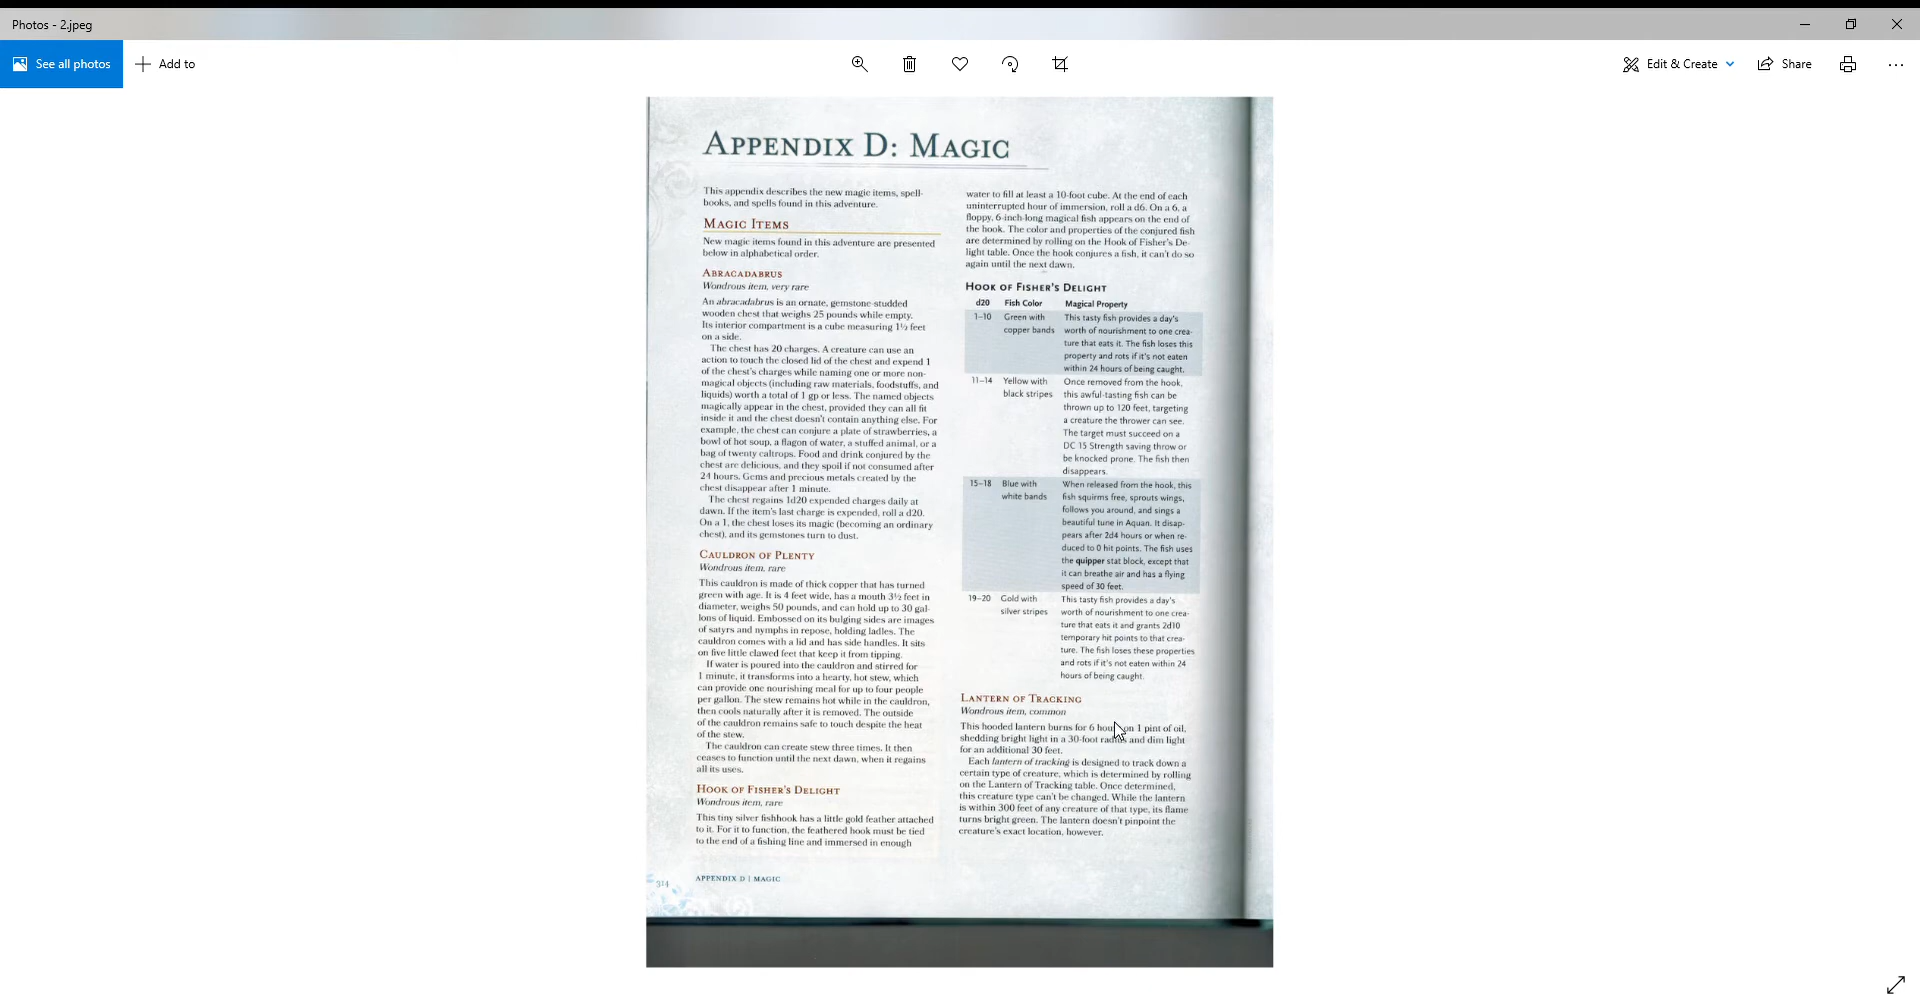 Photos - 2.jpeg
See all photos
Add to
Edit & Create
Share
APPENDIX D: MAGIC
This appendix describes the new magic items, spell-
books, and spells found in this adventure.
MAGIC ITEMS
New magic items found in this adventure are presented
below in alphabetical order.
ABRACADABRUS
Wondrous item, very rare
An abracadabrus is an ornate, gemstone-studded
wooden chest that weighs 25 pounds while empty.
Its interior compartment is a cube measuring 1½ feet
on a side.
The chest has 20 charges. A creature can use an
action to touch the closed lid of the chest and expend 1
of the chest's charges while naming one or more non-
magical objects (including raw materials, foodstuffs, and
liquids) worth a total of 1 gp or less. The named objects
magically appear in the chest, provided they can all fit
inside it and the chest doesn't contain anything else. For
example, the chest can conjure a plate of strawberries, a
bowl of hot soup, a flagon of water, a stuffed animal, or a
bag of twenty caltrops. Food and drink conjured by the
chest are delicious, and they spoil if not consumed after
24 hours. Gems and precious metals created by the
chest disappear after 1 minute.
The chest regains 1d20 expended charges daily at
dawn. If the item's last charge is expended, roll a d20.
On a 1, the chest loses its magic (becoming an ordinary
chest), and its gemstones turn to dust.
CAULDRON OF PLENTY
Wondrous item, rare
This cauldron is made of thick copper that has turned
green with age. It is 4 feet wide, has a mouth 3½ feet in
diameter, weighs 50 pounds, and can hold up to 30 gal-
lons of liquid. Embossed on its bulging sides are images
of satyrs and nymphs in repose, holding ladles. The
cauldron comes with a lid and has side handles. It sits
on five little clawed feet that keep it from tipping.
If water is poured into the cauldron and stirred for
1 minute, it transforms into a hearty, hot stew, which
can provide one nourishing meal for up to four people
per gallon. The stew remains hot while in the cauldron,
then cools naturally after it is removed. The outside
of the cauldron remains safe to touch despite the heat
of the stew.
The cauldron can create stew three times. It then
ceases to function until the next dawn, when it regains
all its uses.
HOOK OF FISHER'S DELIGHT
Wondrous item, rare
This tiny silver fishhook has a little gold feather attached
to it. For it to function, the feathered hook must be tied
to the end of a fishing line and immersed in enough
water to fill at least a 10-foot cube. At the end of each
uninterrupted hour of immersion, roll a d6. On a 6, a
floppy, 6-inch-long magical fish appears on the end of
the hook. The color and properties of the conjured fish
are determined by rolling on the Hook of Fisher's De-
light table. Once the hook conjures a fish, it can't do so
again until the next dawn.
HOOK OF FISHER'S DELIGHT
d20 Fish Color Magical Property
1–10 Green with This tasty fish provides a day's
copper bands worth of nourishment to one crea-
ture that eats it. The fish loses this
property and rots if it's not eaten
within 24 hours of being caught.
11–14 Yellow with Once removed from the hook,
black stripes this awful-tasting fish can be
thrown up to 120 feet, targeting
a creature the thrower can see.
The target must succeed on a
DC 15 Strength saving throw or
be knocked prone. The fish then
disappears.
15–18 Blue with When released from the hook, this
white bands fish squirms free, sprouts wings,
follows you around, and sings a
beautiful tune in Aquan. It disap-
pears after 2d4 hours or when re-
duced to 0 hit points. The fish uses
the quipper stat block, except that
it can breathe air and has a flying
speed of 30 feet.
19–20 Gold with This tasty fish provides a day's
silver stripes worth of nourishment to one crea-
ture that eats it and grants 2d10
temporary hit points to that crea-
ture. The fish loses these properties
and rots if it's not eaten within 24
hours of being caught.
LANTERN OF TRACKING
Wondrous item, common
This hooded lantern burns for 6 hours on 1 pint of oil,
shedding bright light in a 30-foot radius and dim light
for an additional 30 feet.
Each lantern of tracking is designed to track down a
certain type of creature, which is determined by rolling
on the Lantern of Tracking table. Once determined,
this creature type can't be changed. While the lantern
is within 300 feet of any creature of that type, its flame
turns bright green. The lantern doesn't pinpoint the
creature's exact location, however.
314
APPENDIX D | MAGIC